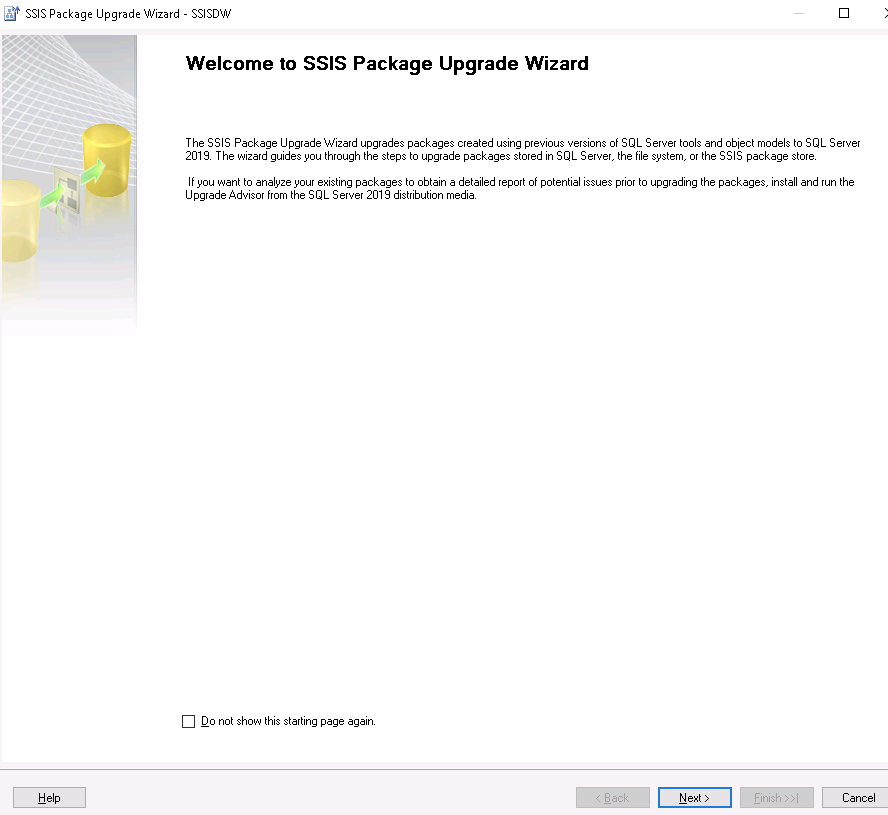 SSIS Package Upgrade Wizard - SSISDW
Welcome to SSIS Package Upgrade Wizard
The SSIS Package Upgrade Wizard upgrades packages created using previous versions of SQL Server tools and object models to SQL Server
2019. The wizard guides you through the steps to upgrade packages stored in SQL Server, the file system, or the SSIS package store.
If you want to analyze your existing packages to obtain a detailed report of potential issues prior to upgrading the packages, install and run the
Upgrade Advisor from the SQL Server 2019 distribution media.
Do not show this starting page again.
Help
< Back
Next >
Finish >>|
Cancel